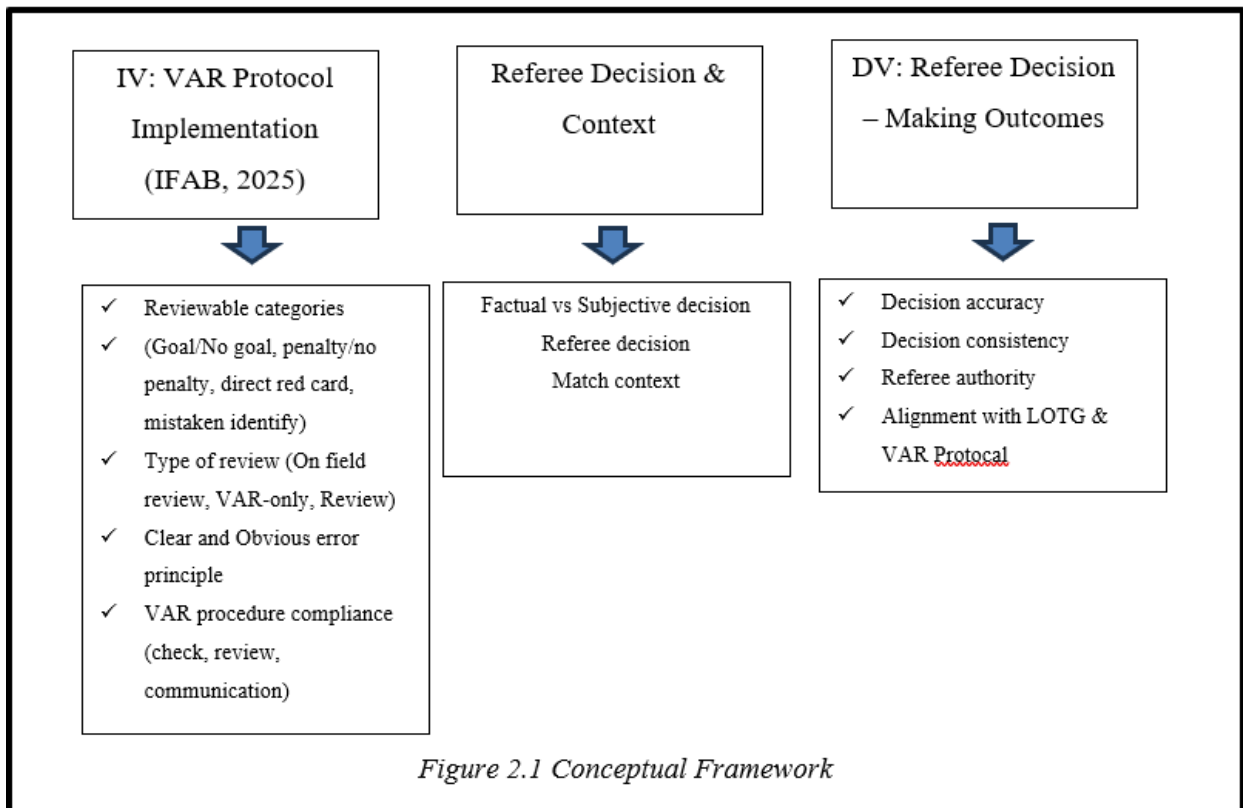 IV: VAR Protocol
Implementation
(IFAB, 2025)
✓ Reviewable categories
✓ (Goal/No goal, penalty/no
penalty, direct red card,
mistaken identify)
✓ Type of review (On field
review, VAR-only, Review)
✓ Clear and Obvious error
principle
✓ VAR procedure compliance
(check, review,
communication)
Referee Decision &
Context
Factual vs Subjective decision
Referee decision
Match context
DV: Referee Decision
– Making Outcomes
✓ Decision accuracy
✓ Decision consistency
✓ Referee authority
✓ Alignment with LOTG &
VAR Protocal
Figure 2.1 Conceptual Framework